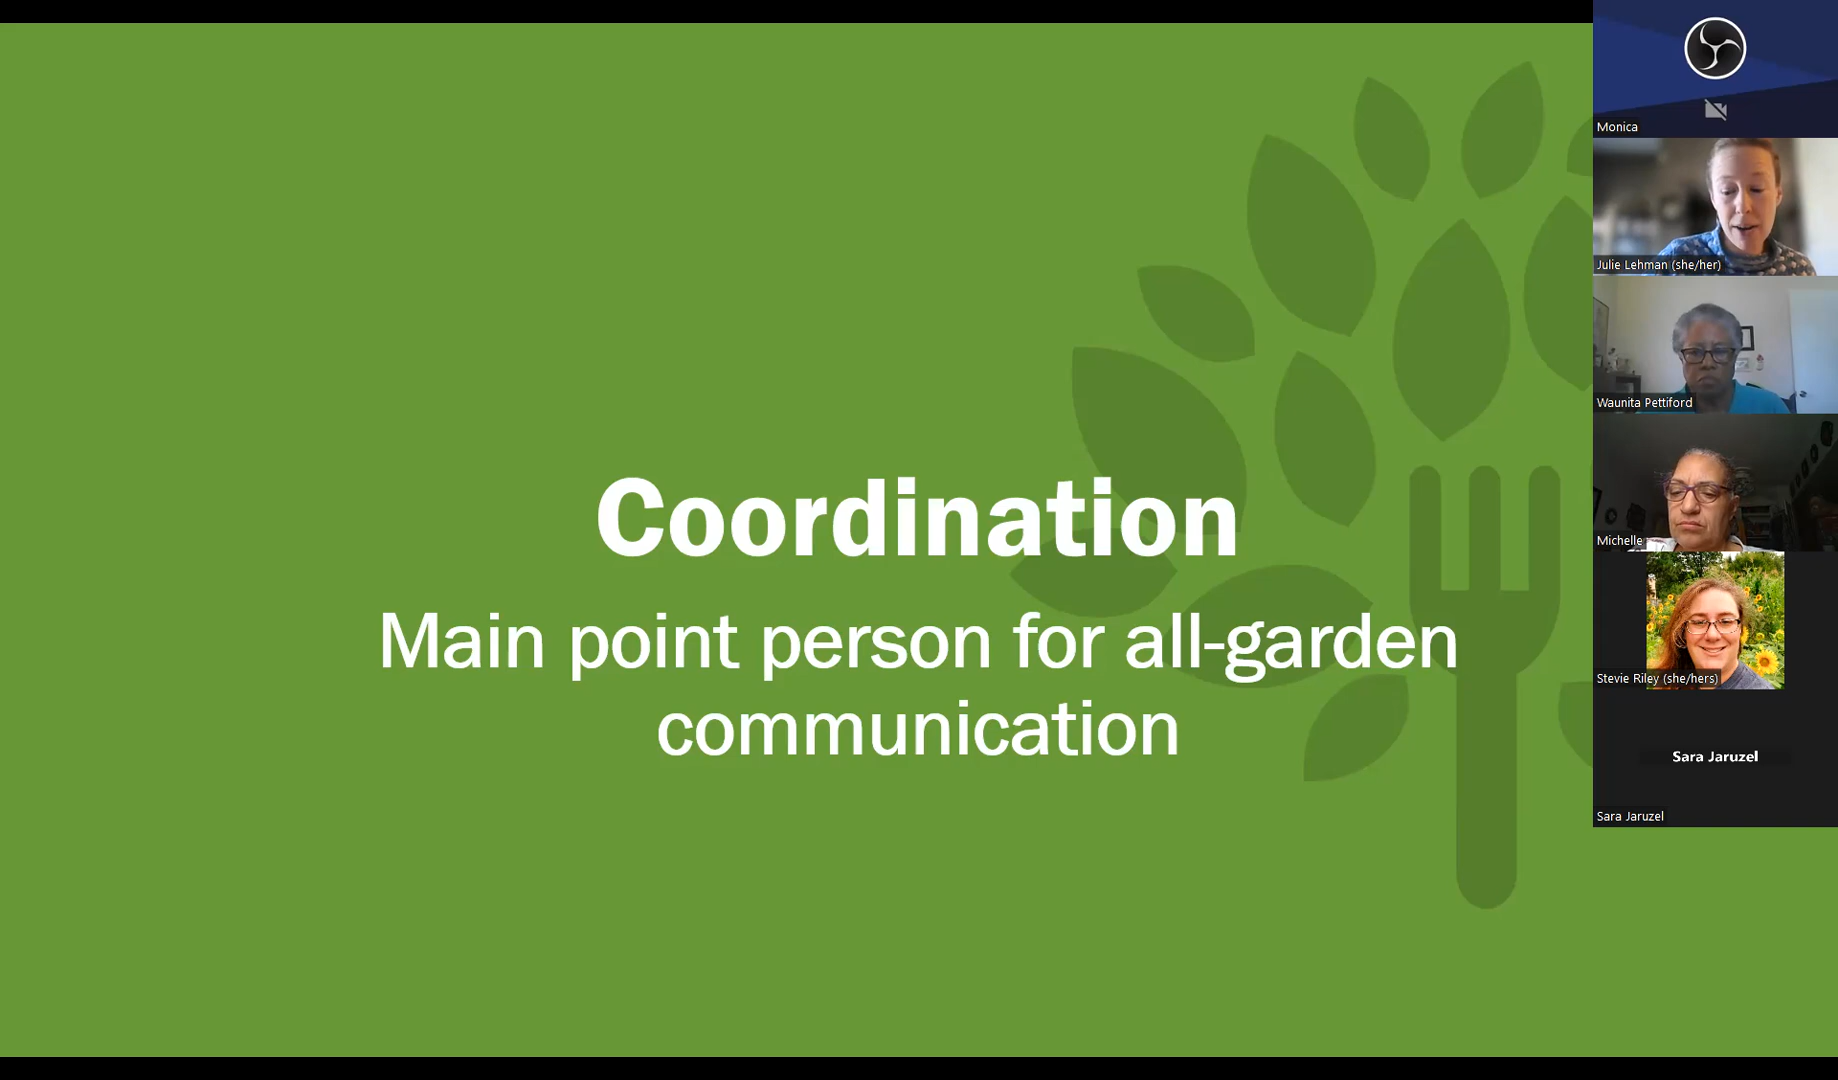 Coordination
Main point person for all-garden
communication
Monica
Julie Lehman (she/her)
Waunita Pettiford
Michelle
Stevie Riley (she/hers)
Sara Jaruzel
Sara Jaruzel